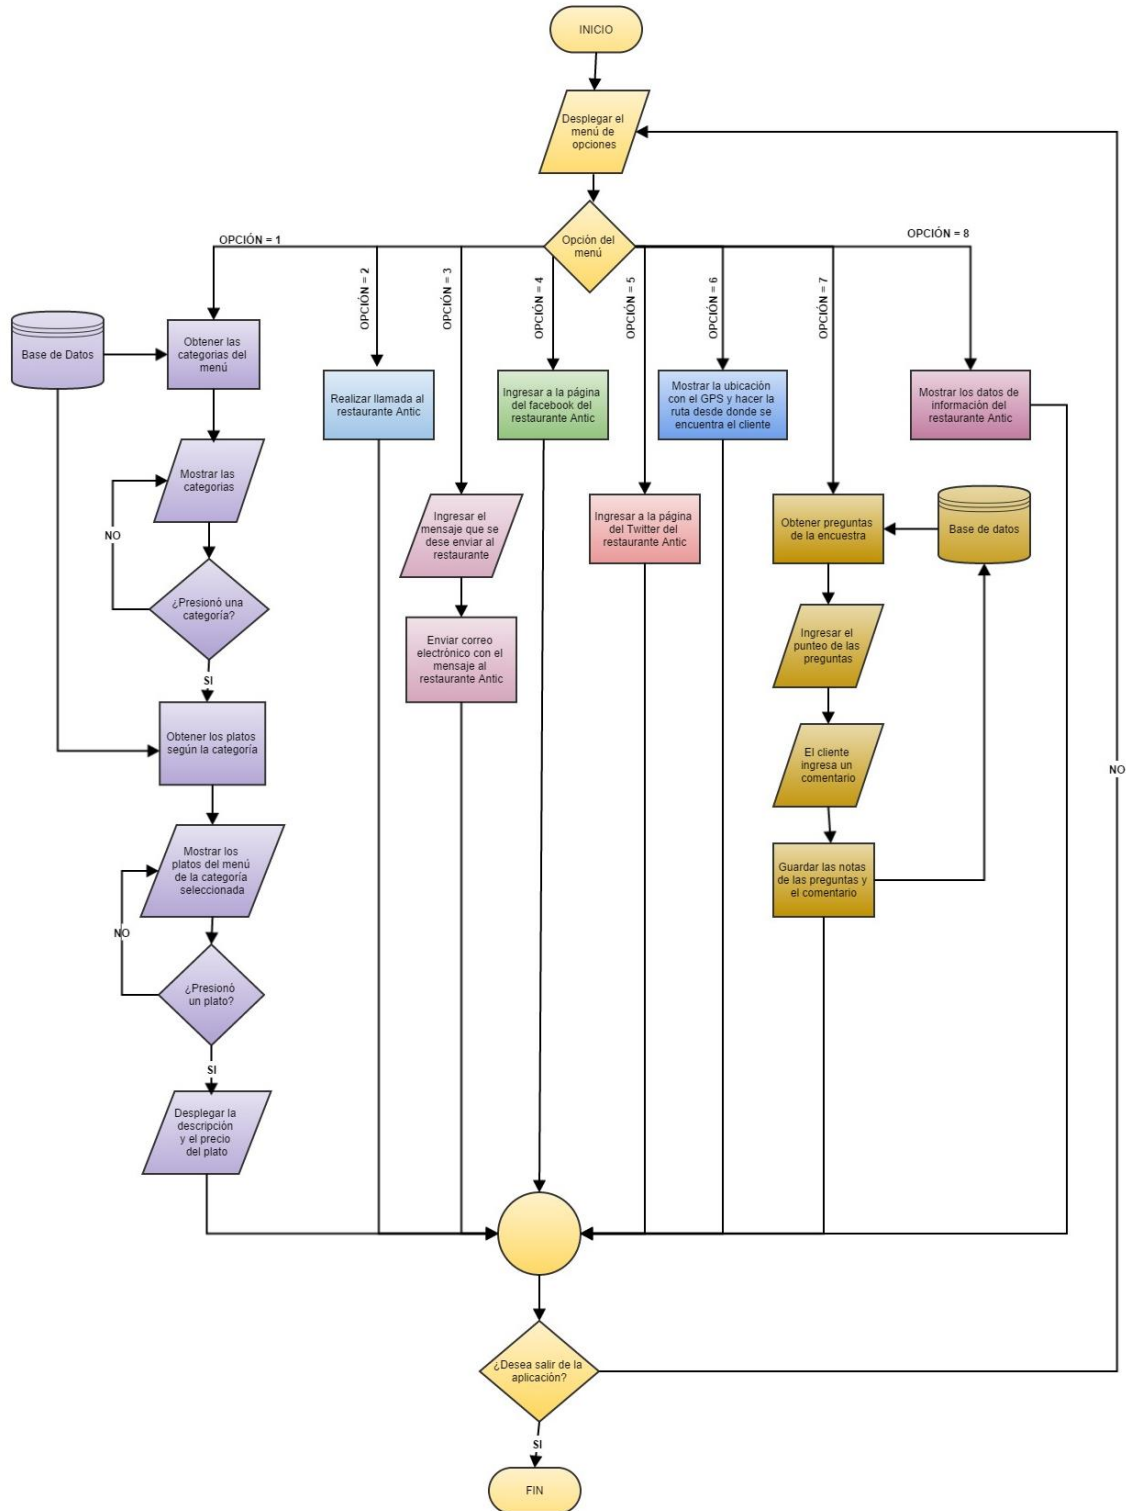 INICIO
Desplegar el
menú de
opciones
Opción del
menú
OPCIÓN = 1
OPCIÓN = 2
OPCIÓN = 3
OPCIÓN = 4
OPCIÓN = 5
OPCIÓN = 6
OPCIÓN = 7
OPCIÓN = 8
Base de Datos
Obtener las
categorias del
menú
Mostrar las
categorias
NO
¿Presionó una
categoría?
SI
Obtener los platos
según la categoría
Mostrar los
platos del menú
de la categoría
seleccionada
NO
¿Presionó
un plato?
SI
Desplegar la
descripción
y el precio
del plato
Realizar llamada al
restaurante Antic
Ingresar el
mensaje que se
dese enviar al
restaurante
Enviar correo
electrònico con el
mensaje al
restaurante Antic
Ingresar a la página
del facebook del
restaurante Antic
Ingresar a la página
del Twitter del
restaurante Antic
Mostrar la ubicación
con el GPS y hacer la
ruta desde donde se
encuentra el cliente
Obtener preguntas
de la encuestra
Base de datos
Ingresar el
punteo de las
preguntas
El cliente
ingresa un
comentario
Guardar las notas
de las preguntas y
el comentario
Mostrar los datos de
información del
restaurante Antic
NO
¿Desea salir de la
aplicación?
SI
FIN